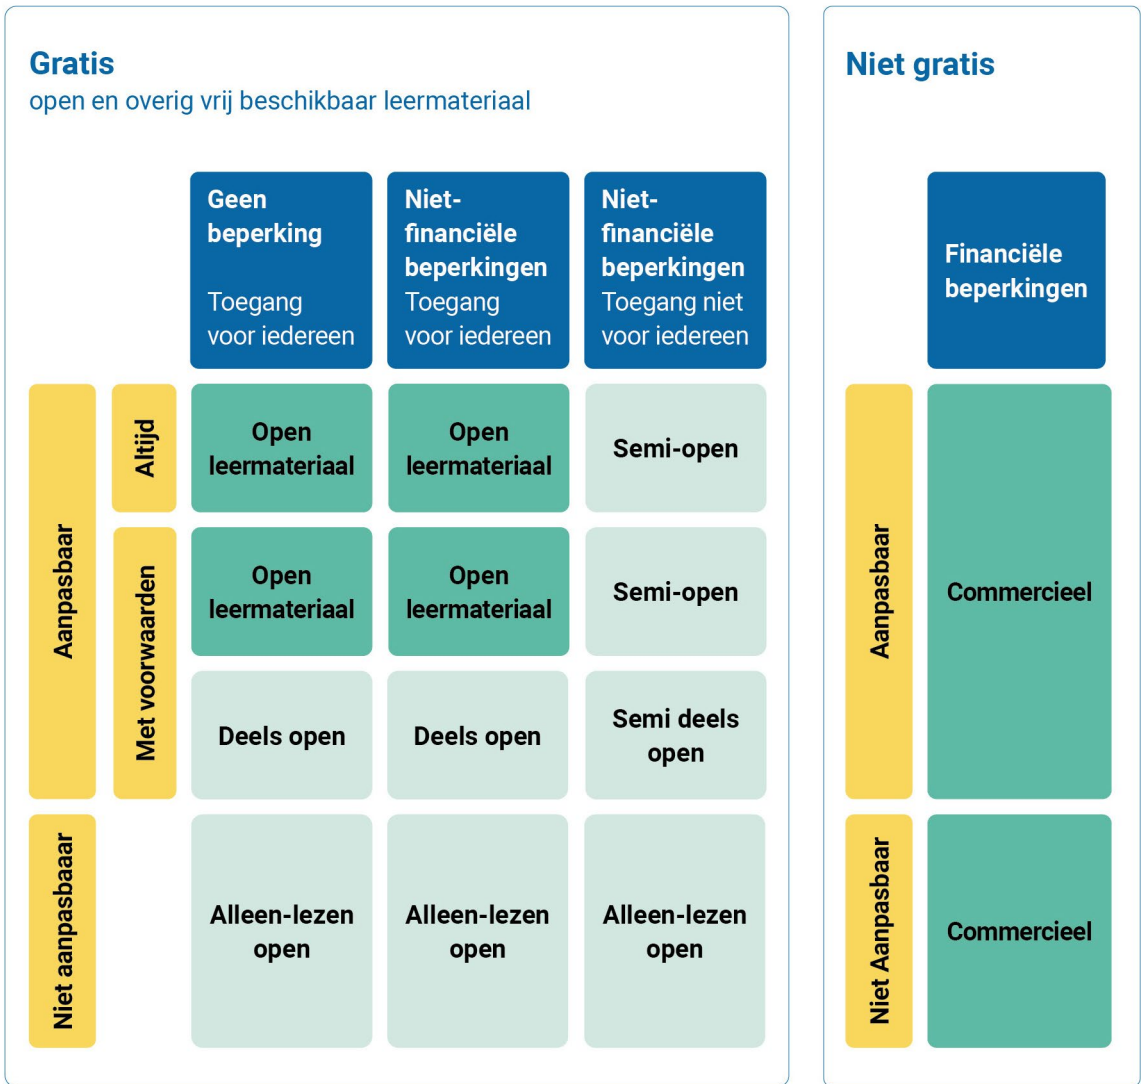 Gratis
open en overig vrij beschikbaar leermateriaal
Geen
beperking
Toegang
voor iedereen
Niet-
financiële
beperkingen
Toegang
voor iedereen
Niet-
financiële
beperkingen
Toegang niet
voor iedereen
Aanpasbaar
Altijd
Open
leermateriaal
Open
leermateriaal
Semi-open
Met voorwaarden
Open
leermateriaal
Open
leermateriaal
Semi-open
Deels open
Deels open
Semi deels
open
Niet aanpasbaaar
Alleen-lezen
open
Alleen-lezen
open
Alleen-lezen
open
Niet gratis
Financiële
beperkingen
Aanpasbaar
Commercieel
Niet Aanpasbaar
Commercieel